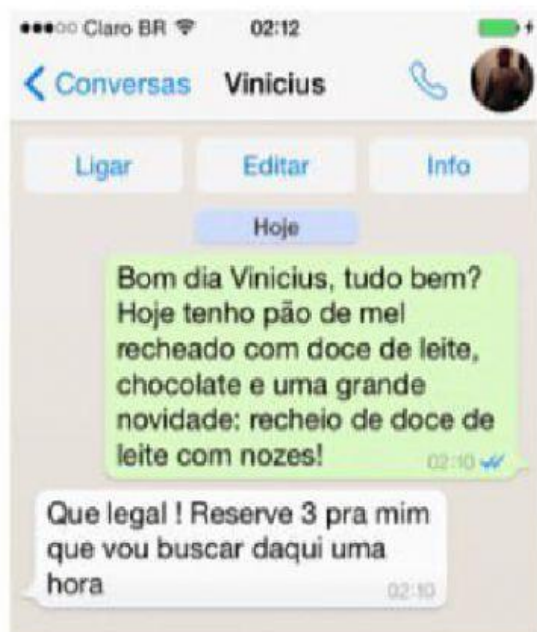 Claro BR 02:12
Conversas Vinicius
Ligar Editar Info
Hoje
Bom dia Vinicius, tudo bem?
Hoje tenho pão de mel
recheado com doce de leite,
chocolate e uma grande
novidade: recheio de doce de
leite com nozes!
02:10
Que legal ! Reserve 3 pra mim
que vou buscar daqui uma
hora
02:10